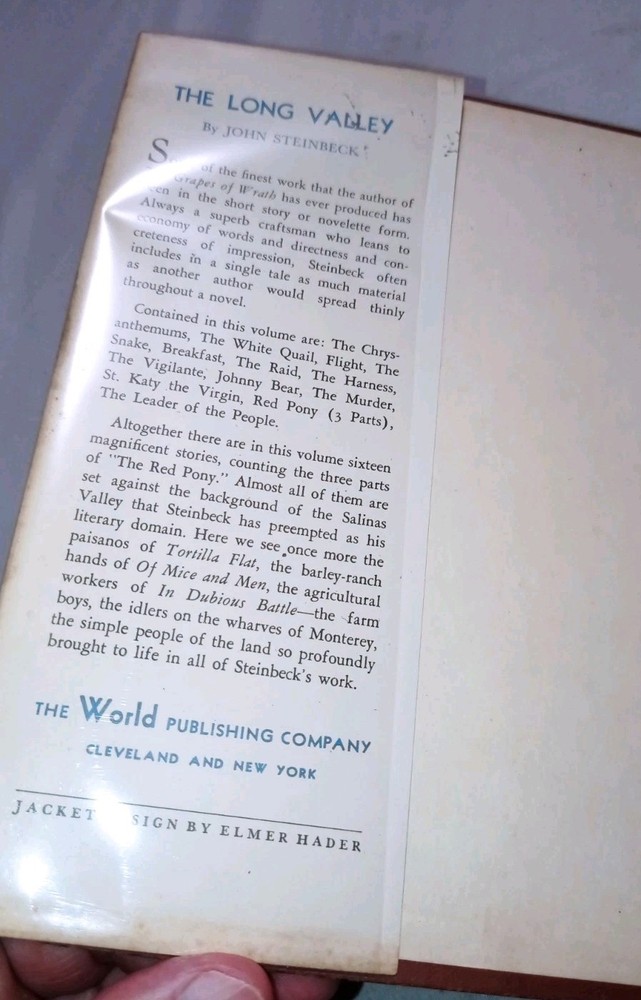 THE LONG VALLEY
By JOHN STEINBECK
of the finest work that the author of
Grapes of Wrath has ever produced has
been in the short story or novelette form.
Always a superb craftsman who leans to
economy of words and directness and con-
creteness of impression, Steinbeck often
includes in a single tale as much material
as another author would spread thinly
throughout a novel.
Contained in this volume are: The Chrys-
anthemums, The White Quail, Flight, The
Snake, Breakfast, The Raid, The Harness,
The Vigilante, Johnny Bear, The Murder,
St. Katy the Virgin, Red Pony (3 Parts),
The Leader of the People.
Altogether there are in this volume sixteen
magnificent stories, counting the three parts
of "The Red Pony." Almost all of them are
set against the background of the Salinas
Valley that Steinbeck has preempted as his
literary domain. Here we see once more the
paisanos of Tortilla Flat, the barley-ranch
hands of Of Mice and Men, the agricultural
workers of In Dubious Battle—the farm
boys, the idlers on the wharves of Monterey,
the simple people of the land so profoundly
brought to life in all of Steinbeck's work.
THE World PUBLISHING COMPANY
CLEVELAND AND NEW YORK
JACKET SIGN BY ELMER HADER